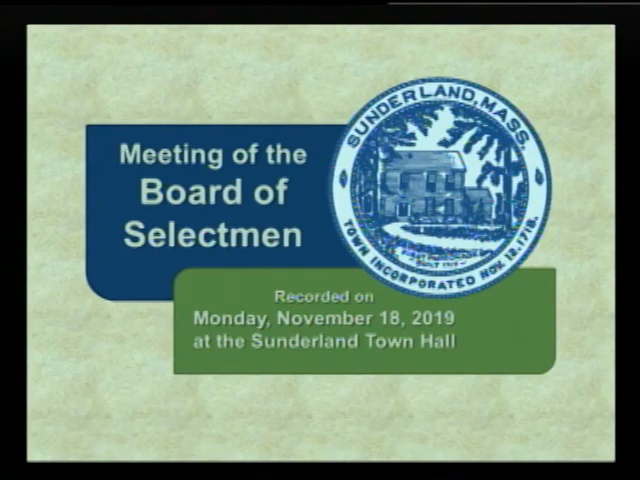 Meeting of the
Board of
Selectmen
SUNDERLAND, MASS.
TOWN INCORPORATED NOV. 12, 1718.
Recorded on
Monday, November 18, 2019
at the Sunderland Town Hall